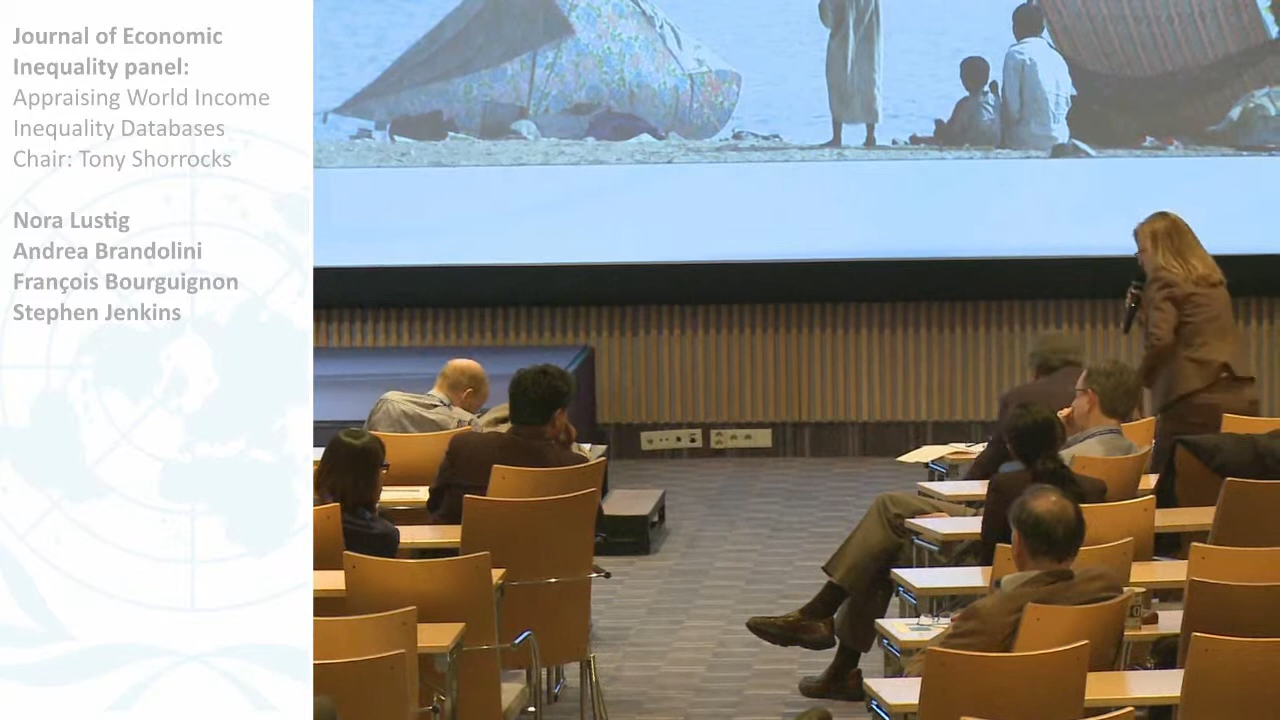 Journal of Economic
Inequality panel:
Appraising World Income
Inequality Databases
Chair: Tony Shorrocks
Nora Lustig
Andrea Brandolini
François Bourguignon
Stephen Jenkins